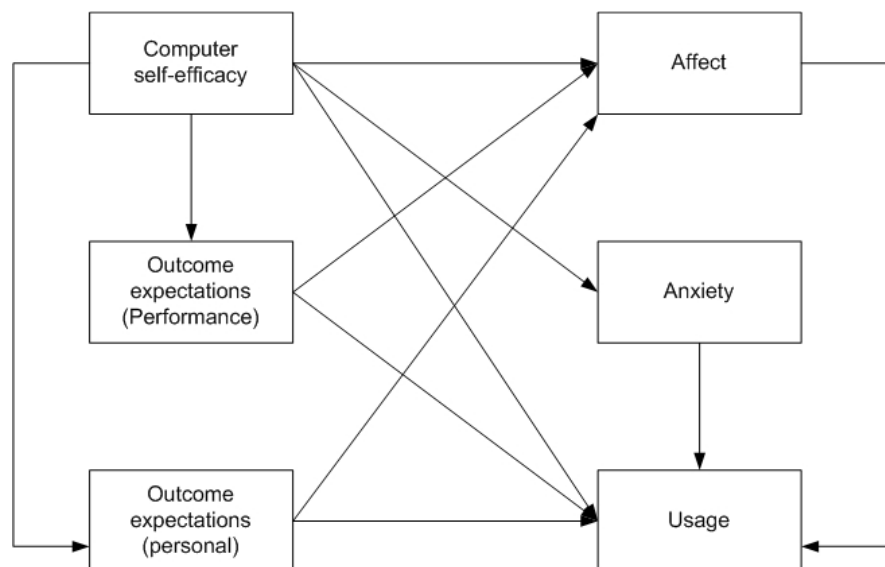 Computer
self-efficacy
Affect
Outcome
expectations
(Performance)
Anxiety
Outcome
expectations
(personal)
Usage